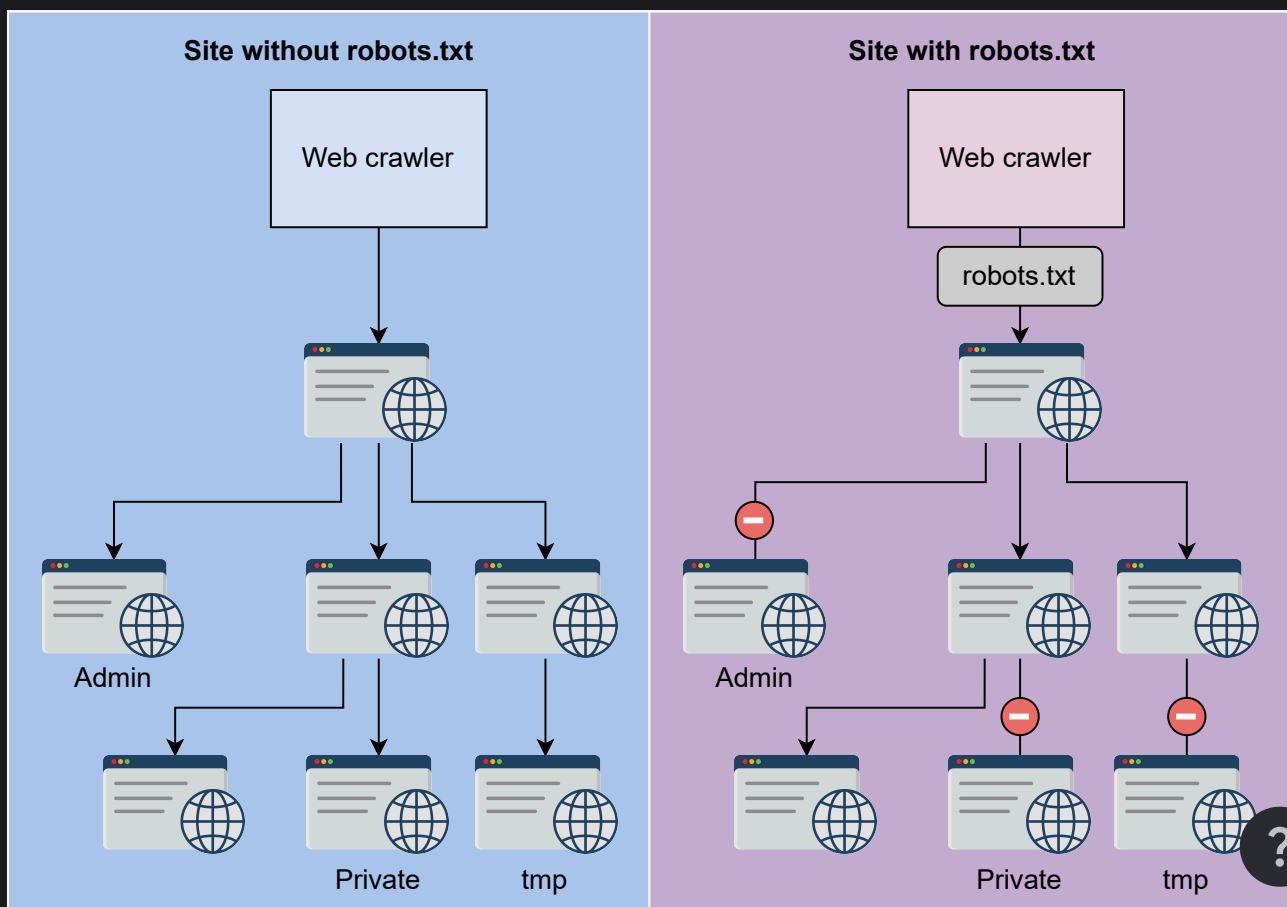 Site without robots.txt
Web crawler
Admin
Private
tmp
Site with robots.txt
Web crawler
robots.txt
Admin
Private
tmp
?